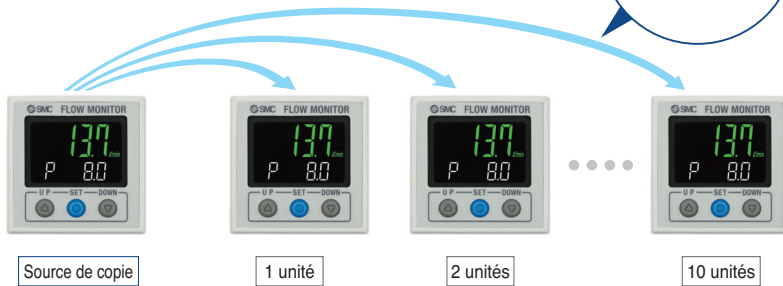 SMC FLOW MONITOR
13.7 ℓ/min
P 8.0
UP SET DOWN
Source de copie
SMC FLOW MONITOR
13.7 ℓ/min
P 8.0
UP SET DOWN
1 unité
SMC FLOW MONITOR
13.7 ℓ/min
P 8.0
UP SET DOWN
2 unités
SMC FLOW MONITOR
13.7 ℓ/min
P 8.0
UP SET DOWN
10 unités